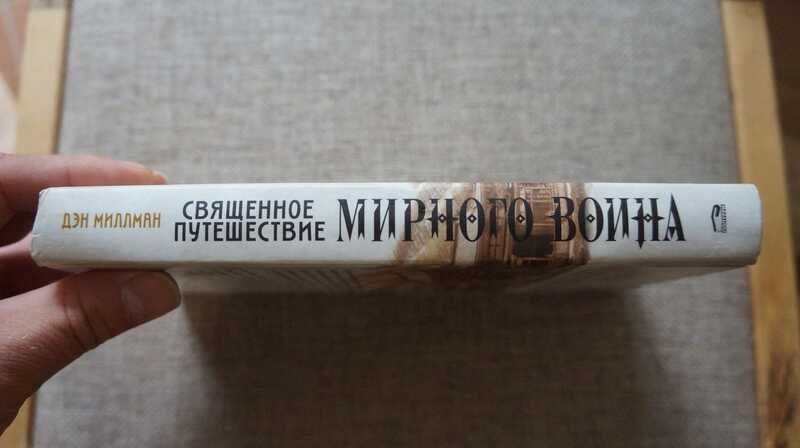 ДЭН МИЛЛМАН
СВЯЩЕННОЕ
ПУТЕШЕСТВИЕ
МИРНОГО ВОИНА